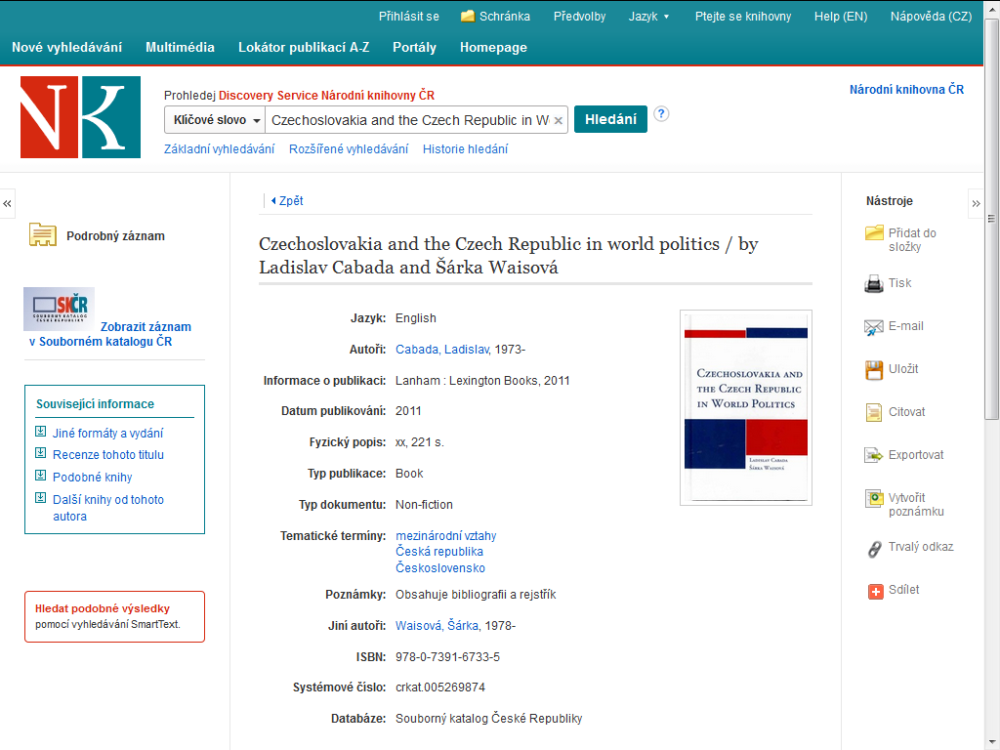 Přihlásit se Schránka Předvolby Jazyk Ptejte se knihovny Help (EN) Nápověda (CZ)
Nové vyhledávání Multimédia Lokátor publikací A-Z Portály Homepage
NK
Prohledej Discovery Service Národní knihovny ČR
Národní knihovna ČR
Klíčové slovo Czechoslovakia and the Czech Republic in W × Hledání ?
Základní vyhledávání Rozšířené vyhledávání Historie hledání
« Zpět Nástroje »
Podrobný záznam
Czechoslovakia and the Czech Republic in world politics / by
Ladislav Cabada and Šárka Waisová
SKČR
SOUBORNÝ KATALOG
ČESKÉ REPUBLIKY
Zobrazit záznam
v Souborném katalogu ČR
Související informace
Jiné formáty a vydání
Recenze tohoto titulu
Podobné knihy
Další knihy od tohoto
autora
Hledat podobné výsledky
pomocí vyhledávání SmartText.
Jazyk: English
Autoři: Cabada, Ladislav, 1973-
Informace o publikaci: Lanham : Lexington Books, 2011
Datum publikování: 2011
Fyzický popis: xx, 221 s.
Typ publikace: Book
Typ dokumentu: Non-fiction
Tematické termíny: mezinárodní vztahy
Česká republika
Československo
Poznámky: Obsahuje bibliografii a rejstřík
Jiní autoři: Waisová, Šárka, 1978-
ISBN: 978-0-7391-6733-5
Systémové číslo: crkat.005269874
Databáze: Souborný katalog České Republiky
Czechoslovakia and
the Czech Republic
in World Politics
Ladislav Cabada
Šárka Waisová
Přidat do
složky
Tisk
E-mail
Uložit
Citovat
Exportovat
Vytvořit
poznámku
Trvalý odkaz
Sdílet